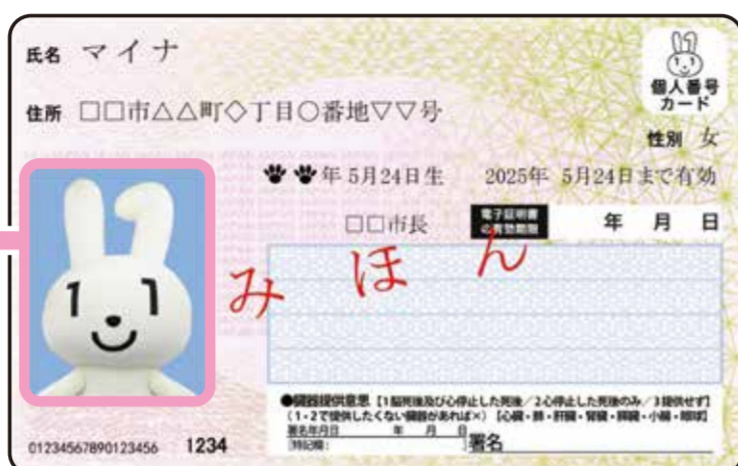 氏名 マイナ
個人番号
カード
住所 □□市△△町◇丁目○番地▽▽号
性別 女
年 5月24日生 2025年 5月24日まで有効
□□市長 電子証明書の有効期限 年 月 日
みほん
●臓器提供意思【1脳死後及び心停止した死後/2心停止した死後のみ/3提供せず】
(1・2で提供したくない臓器があれば×)【心臓・肺・肝臓・腎臓・膵臓・小腸・眼球】
署名年月日 年 月 日
[特記欄: ]署名
01234567890123456 1234